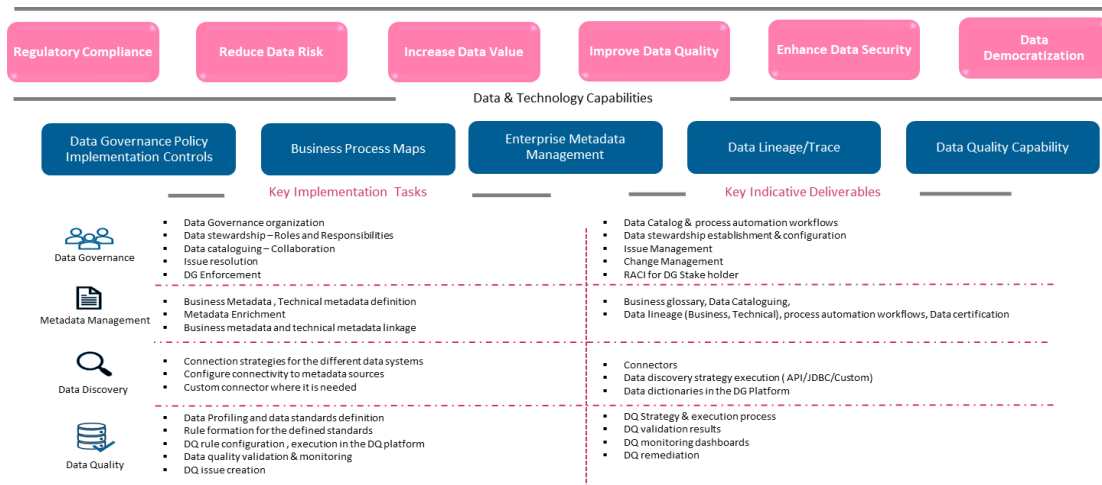 Regulatory Compliance
Reduce Data Risk
Increase Data Value
Improve Data Quality
Enhance Data Security
Data
Democratization
Data & Technology Capabilities
Data Governance Policy
Implementation Controls
Business Process Maps
Enterprise Metadata
Management
Data Lineage/Trace
Data Quality Capability
Key Implementation Tasks
Key Indicative Deliverables
Data Governance
▪ Data Governance organization
▪ Data stewardship – Roles and Responsibilities
▪ Data cataloguing – Collaboration
▪ Issue resolution
▪ DG Enforcement
▪ Data Catalog & process automation workflows
▪ Data stewardship establishment & configuration
▪ Issue Management
▪ Change Management
▪ RACI for DG Stake holder
Metadata Management
▪ Business Metadata , Technical metadata definition
▪ Metadata Enrichment
▪ Business metadata and technical metadata linkage
▪ Business glossary, Data Cataloguing,
▪ Data lineage (Business, Technical), process automation workflows, Data certification
Data Discovery
▪ Connection strategies for the different data systems
▪ Configure connectivity to metadata sources
▪ Custom connector where it is needed
▪ Connectors
▪ Data discovery strategy execution ( API/JDBC/Custom)
▪ Data dictionaries in the DG Platform
Data Quality
▪ Data Profiling and data standards definition
▪ Rule formation for the defined standards
▪ DQ rule configuration , execution in the DQ platform
▪ Data quality validation & monitoring
▪ DQ issue creation
▪ DQ Strategy & execution process
▪ DQ validation results
▪ DQ monitoring dashboards
▪ DQ remediation